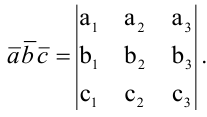 a̅ b̅ c̅ = | a₁ a₂ a₃ |
| b₁ b₂ b₃ |
| c₁ c₂ c₃ | .